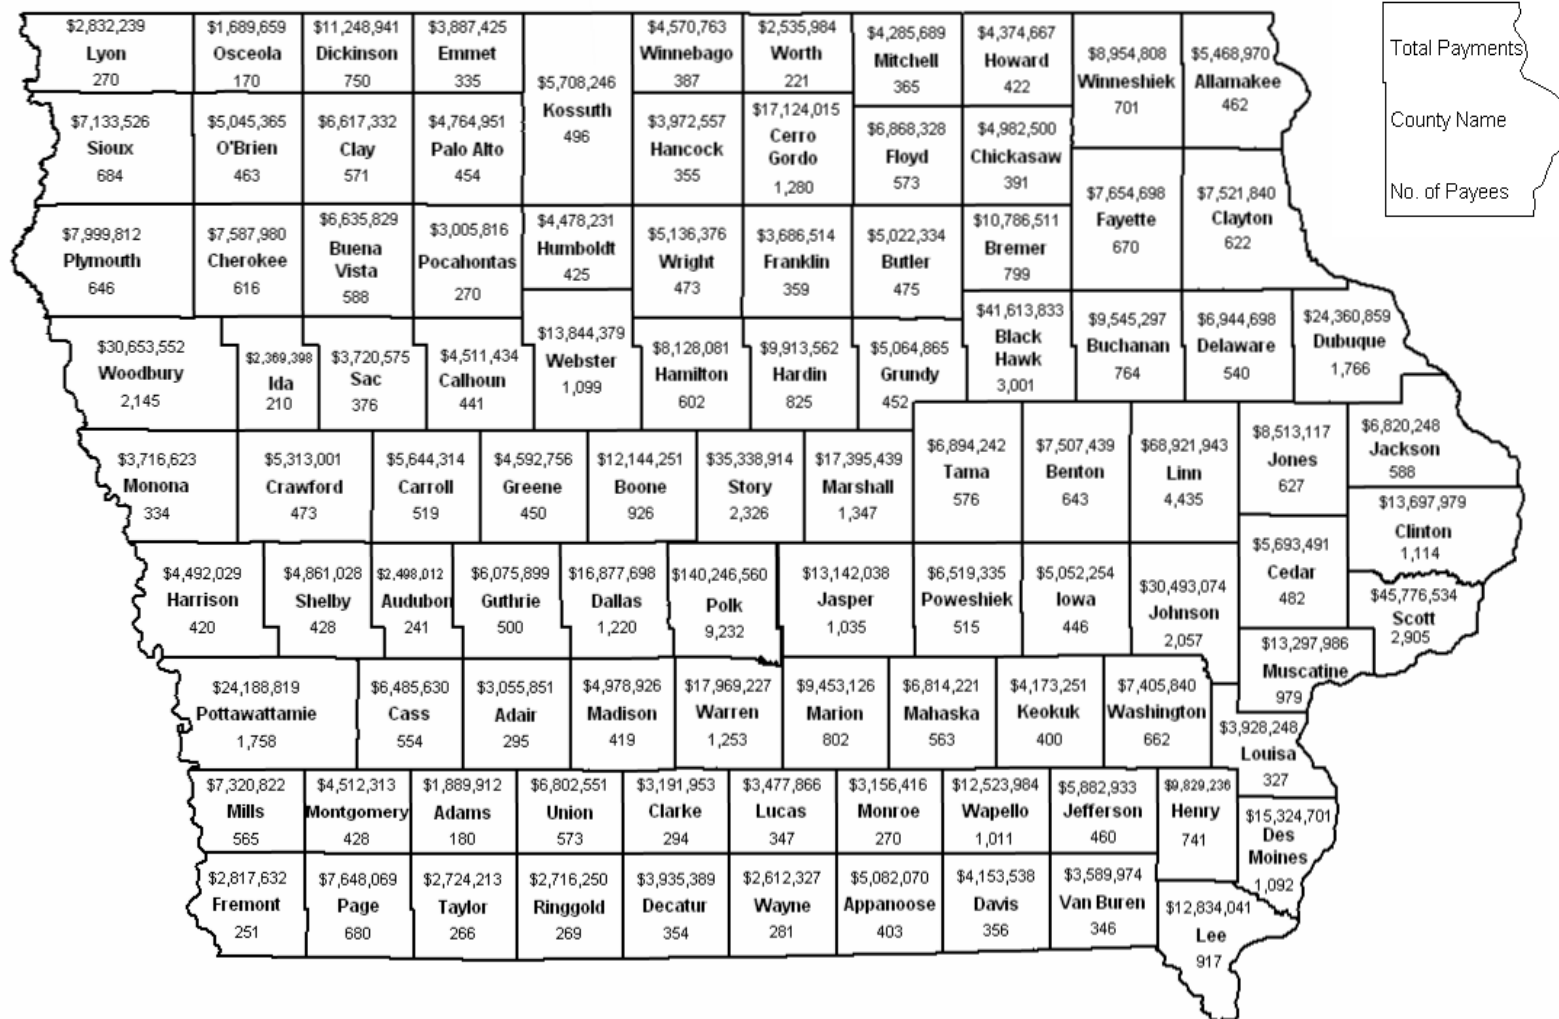 $2,832,239
Lyon
270
$1,689,659
Osceola
170
$11,248,941
Dickinson
750
$3,887,425
Emmet
335
$5,708,246
Kossuth
496
$4,570,763
Winnebago
387
$2,535,984
Worth
221
$4,285,689
Mitchell
365
$4,374,667
Howard
422
$8,954,808
Winneshiek
701
$5,468,970
Allamakee
462
Total Payments
County Name
No. of Payees
$7,133,526
Sioux
684
$5,045,365
O'Brien
463
$6,617,332
Clay
571
$4,764,951
Palo Alto
454
$3,972,557
Hancock
355
$17,124,015
Cerro
Gordo
1,280
$6,868,328
Floyd
573
$4,982,500
Chickasaw
391
$7,654,698
Fayette
670
$7,521,840
Clayton
622
$7,999,812
Plymouth
646
$7,587,980
Cherokee
616
$6,635,829
Buena
Vista
588
$3,005,816
Pocahontas
270
$4,478,231
Humboldt
425
$5,136,376
Wright
473
$3,686,514
Franklin
359
$5,022,334
Butler
475
$10,786,511
Bremer
799
$30,653,552
Woodbury
2,145
$2,369,398
Ida
210
$3,720,575
Sac
376
$4,511,434
Calhoun
441
$13,844,379
Webster
1,099
$8,128,081
Hamilton
602
$9,913,562
Hardin
825
$5,064,865
Grundy
452
$41,613,833
Black
Hawk
3,001
$9,545,297
Buchanan
764
$6,944,698
Delaware
540
$24,360,859
Dubuque
1,766
$3,716,623
Monona
334
$5,313,001
Crawford
473
$5,644,314
Carroll
519
$4,592,756
Greene
450
$12,144,251
Boone
926
$35,338,914
Story
2,326
$17,395,439
Marshall
1,347
$6,894,242
Tama
576
$7,507,439
Benton
643
$68,921,943
Linn
4,435
$8,513,117
Jones
627
$6,820,248
Jackson
588
$13,697,979
Clinton
1,114
$4,492,029
Harrison
420
$4,861,028
Shelby
428
$2,498,012
Audubon
241
$6,075,899
Guthrie
500
$16,877,698
Dallas
1,220
$140,246,560
Polk
9,232
$13,142,038
Jasper
1,035
$6,519,335
Poweshiek
515
$5,052,254
Iowa
446
$30,493,074
Johnson
2,057
$5,693,491
Cedar
482
$45,776,534
Scott
2,905
$13,297,986
Muscatine
979
$24,188,819
Pottawattamie
1,758
$6,485,630
Cass
554
$3,055,851
Adair
295
$4,978,926
Madison
419
$17,969,227
Warren
1,253
$9,453,126
Marion
802
$6,814,221
Mahaska
563
$4,173,251
Keokuk
400
$7,405,840
Washington
662
$3,928,248
Louisa
327
$7,320,822
Mills
565
$4,512,313
Montgomery
428
$1,889,912
Adams
180
$6,802,551
Union
573
$3,191,953
Clarke
294
$3,477,866
Lucas
347
$3,156,416
Monroe
270
$12,523,984
Wapello
1,011
$5,882,933
Jefferson
460
$9,829,236
Henry
741
$15,324,701
Des
Moines
1,092
$2,817,632
Fremont
251
$7,648,069
Page
680
$2,724,213
Taylor
266
$2,716,250
Ringgold
269
$3,935,389
Decatur
354
$2,612,327
Wayne
281
$5,082,070
Appanoose
403
$4,153,538
Davis
356
$3,589,974
Van Buren
346
$12,834,041
Lee
917